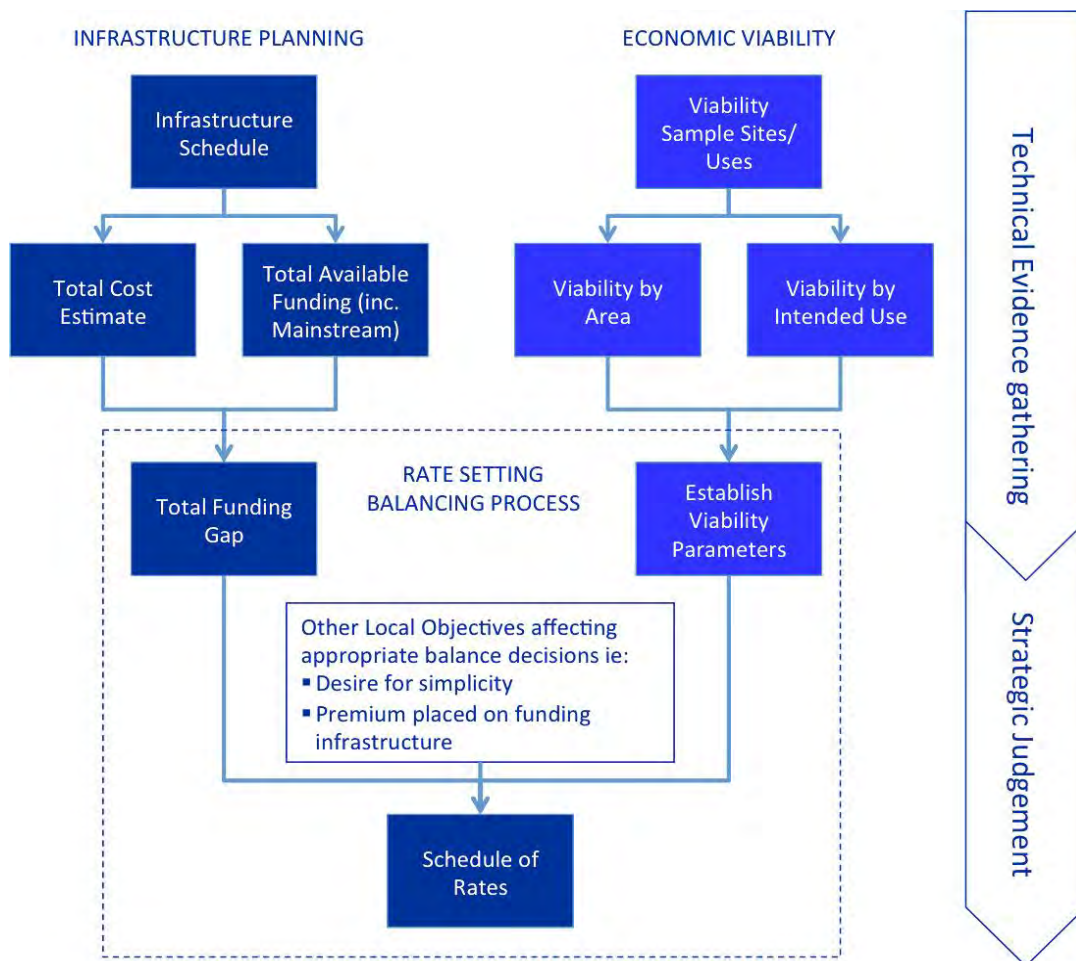 INFRASTRUCTURE PLANNING
ECONOMIC VIABILITY
Infrastructure
Schedule
Viability
Sample Sites/
Uses
Total Cost
Estimate
Total Available
Funding (inc.
Mainstream)
Viability by
Area
Viability by
Intended Use
Technical Evidence gathering
RATE SETTING
BALANCING PROCESS
Total Funding
Gap
Establish
Viability
Parameters
Other Local Objectives affecting
appropriate balance decisions ie:
▪ Desire for simplicity
▪ Premium placed on funding
infrastructure
Strategic Judgement
Schedule of
Rates